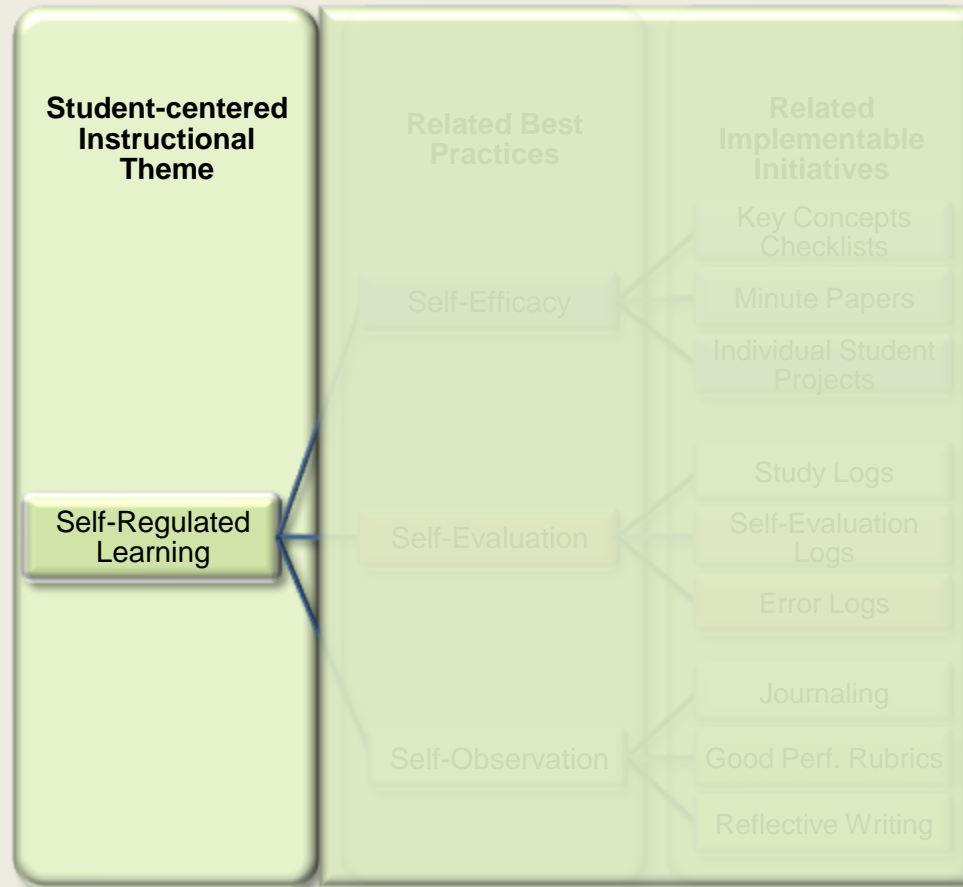 Student-centered
Instructional
Theme
Related Best
Practices
Related
Implementable
Initiatives
Self-Regulated
Learning
Self-Efficacy
Key Concepts
Checklists
Minute Papers
Individual Student
Projects
Self-Evaluation
Study Logs
Self-Evaluation
Logs
Error Logs
Self-Observation
Journaling
Good Perf. Rubrics
Reflective Writing